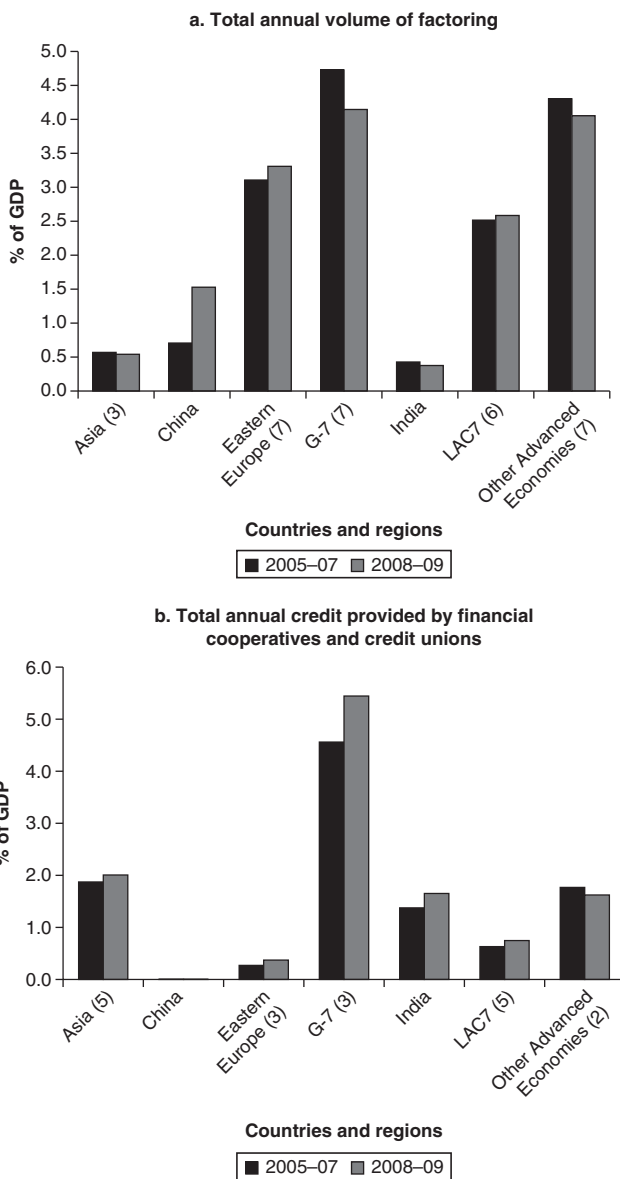 a. Total annual volume of factoring
5.0
4.5
4.0
3.5
3.0
2.5
2.0
1.5
1.0
0.5
0.0
% of GDP
Asia (3)
China
Eastern
Europe (7)
G-7 (7)
India
LAC7 (6)
Other Advanced
Economies (7)
Countries and regions
2005–07 2008–09
b. Total annual credit provided by financial
cooperatives and credit unions
6.0
5.0
4.0
3.0
2.0
1.0
0.0
% of GDP
Asia (5)
China
Eastern
Europe (3)
G-7 (3)
India
LAC7 (5)
Other Advanced
Economies (2)
Countries and regions
2005–07 2008–09